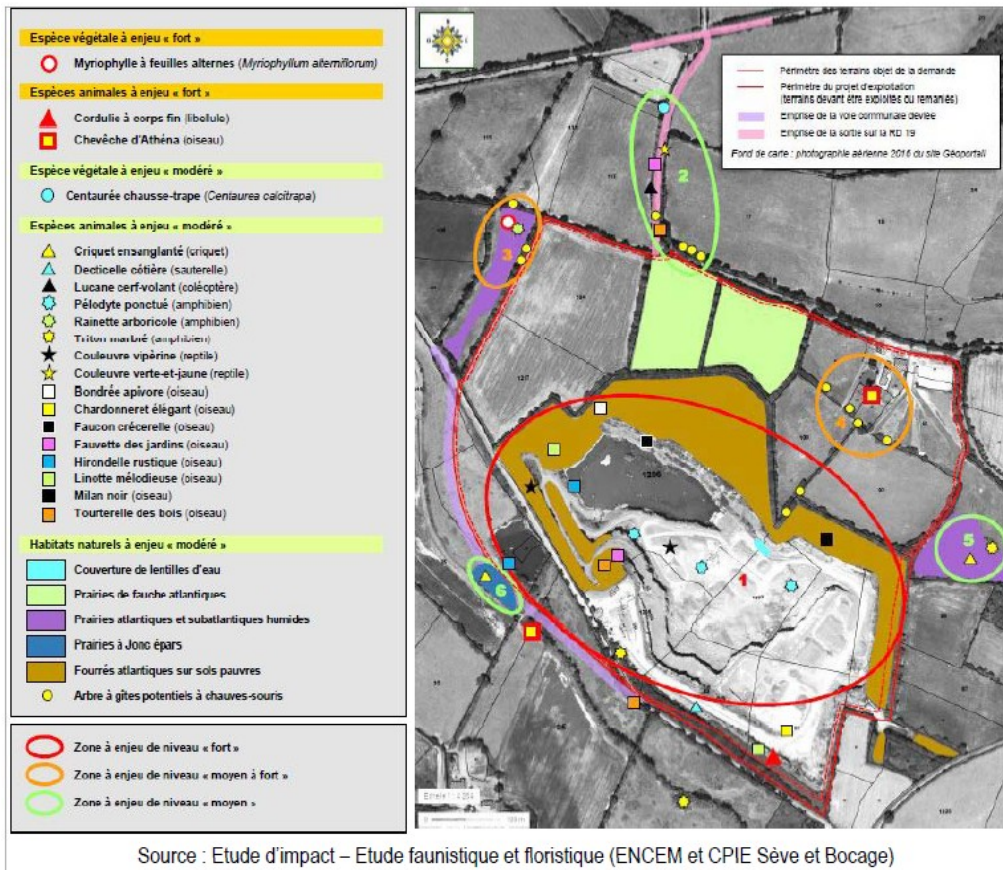 Espèce végétale à enjeu « fort »
Myriophylle à feuilles alternes (Myriophyllum alterniflorum)
Espèces animales à enjeu « fort »
Cordulie à corps fin (libelule)
Chevêche d'Athéna (oiseau)
Espèce végétale à enjeu « modéré »
Centaurée chausse-trape (Centaurea calcitrapa)
Espèces animales à enjeu « modéré »
Criquet ensanglanté (criquet)
Decticelle côtière (sauterelle)
Lucane cerf-volant (coléoptère)
Pélodyte ponctué (amphibien)
Rainette arboricole (amphibien)
Triton marbré (amphibien)
Couleuvre vipérine (reptile)
Couleuvre verte-et-jaune (reptile)
Bondrée apivore (oiseau)
Chardonneret élégant (oiseau)
Faucon crécerelle (oiseau)
Fauvette des jardins (oiseau)
Hirondelle rustique (oiseau)
Linotte mélodieuse (oiseau)
Milan noir (oiseau)
Tourterelle des bois (oiseau)
Habitats naturels à enjeu « modéré »
Couverture de lentilles d'eau
Prairies de fauche atlantiques
Prairies atlantiques et subatlantiques humides
Prairies à Jonc épars
Fourrés atlantiques sur sols pauvres
Arbre à gîtes potentiels à chauves-souris
Zone à enjeu de niveau « fort »
Zone à enjeu de niveau « moyen à fort »
Zone à enjeu de niveau « moyen »
Périmètre des terrains objet de la demande
Périmètre du projet d'exploitation
(terrains devant être exploités ou remaniés)
Emprise de la voie communale déviée
Emprise de la sortie sur la RD 19
Fond de carte : photographie aérienne 2016 du site Géoportail
2
3
4
1
5
6
Source : Etude d'impact – Etude faunistique et floristique (ENCEM et CPIE Sève et Bocage)